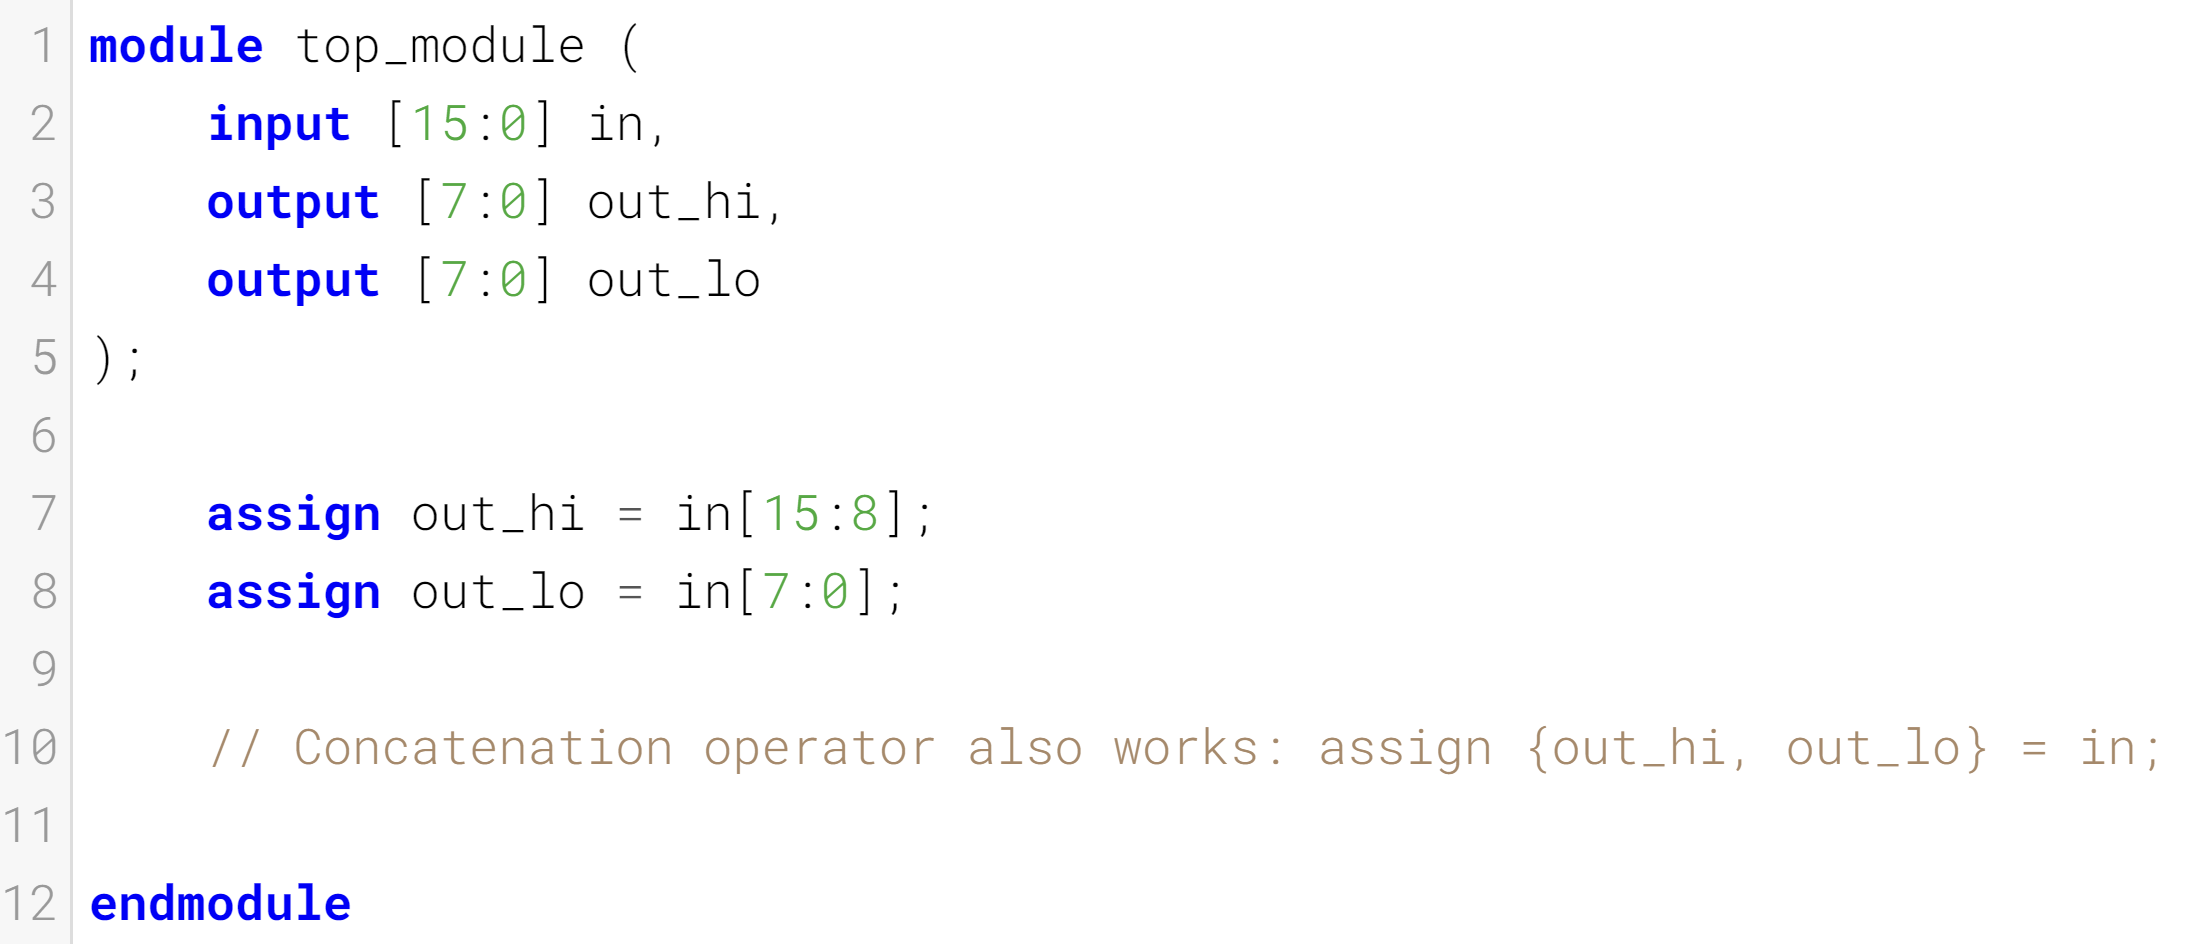 1 module top_module (
2     input [15:0] in,
3     output [7:0] out_hi,
4     output [7:0] out_lo
5 );
6
7     assign out_hi = in[15:8];
8     assign out_lo = in[7:0];
9
10     // Concatenation operator also works: assign {out_hi, out_lo} = in;
11
12 endmodule